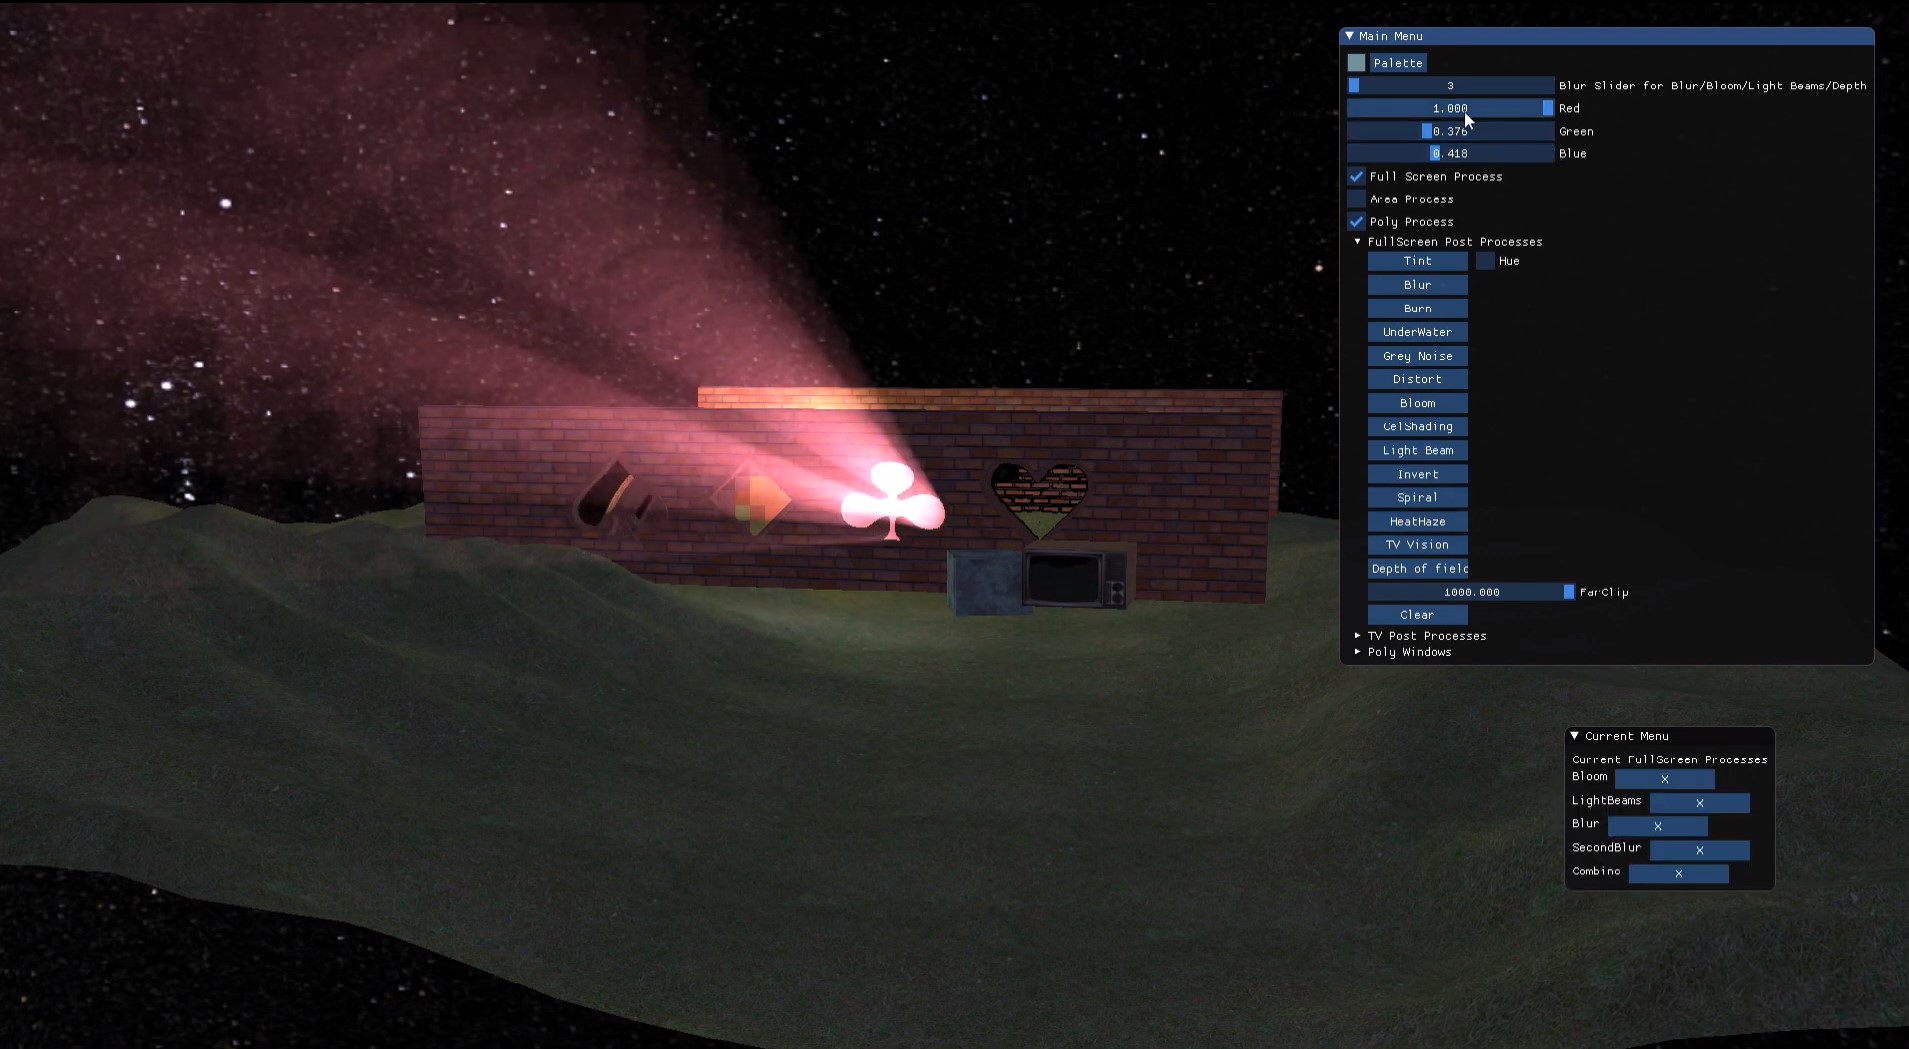 Main Menu
Palette
3 Blur Slider for Blur/Bloom/Light Beams/Depth
1.000 Red
0.376 Green
0.418 Blue
Full Screen Process
Area Process
Poly Process
FullScreen Post Processes
Tint Hue
Blur
Burn
UnderWater
Grey Noise
Distort
Bloom
CelShading
Light Beam
Invert
Spiral
HeatHaze
TV Vision
Depth of field
1000.000 FarClip
Clear
TV Post Processes
Poly Windows
Current Menu
Current FullScreen Processes
Bloom X
LightBeams X
Blur X
SecondBlur X
Combine X